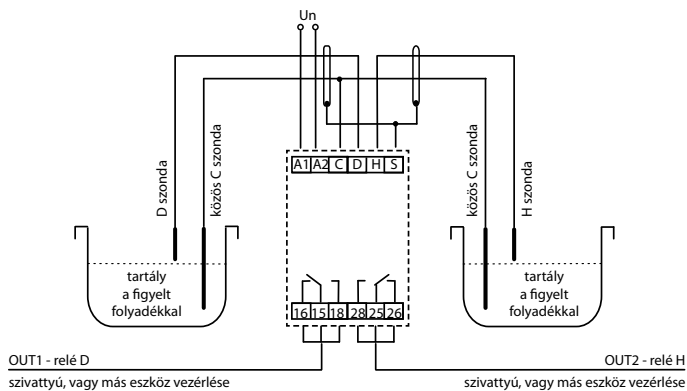 Un
D szonda
közös C szonda
A1 A2 C D H S
közös C szonda
H szonda
tartály
a figyelt
folyadékkal
tartály
a figyelt
folyadékkal
16 15 18 28 25 26
OUT1 - relé D
szivattyú, vagy más eszköz vezérlése
OUT2 - relé H
szivattyú, vagy más eszköz vezérlése